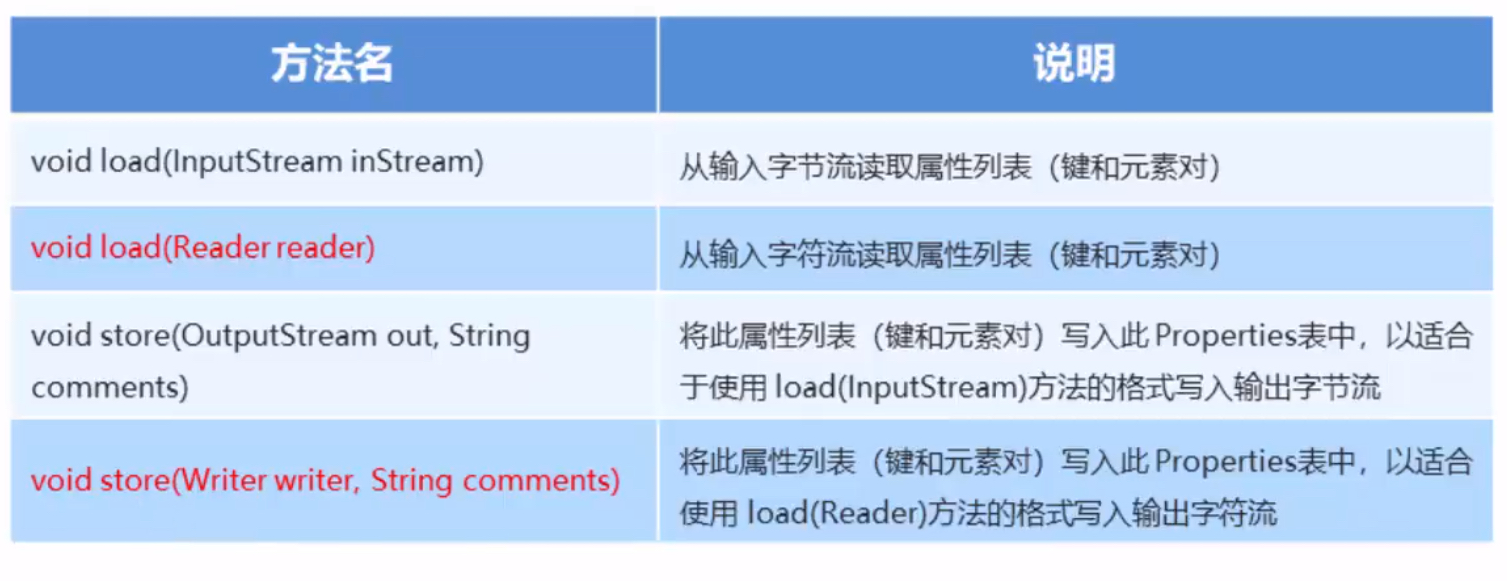 方法名
说明
void load(InputStream inStream)
从输入字节流读取属性列表（键和元素对）
void load(Reader reader)
从输入字符流读取属性列表（键和元素对）
void store(OutputStream out, String
comments)
将此属性列表（键和元素对）写入此 Properties表中，以适合
于使用 load(InputStream)方法的格式写入输出字节流
void store(Writer writer, String comments)
将此属性列表（键和元素对）写入此 Properties表中，以适合
使用 load(Reader)方法的格式写入输出字符流